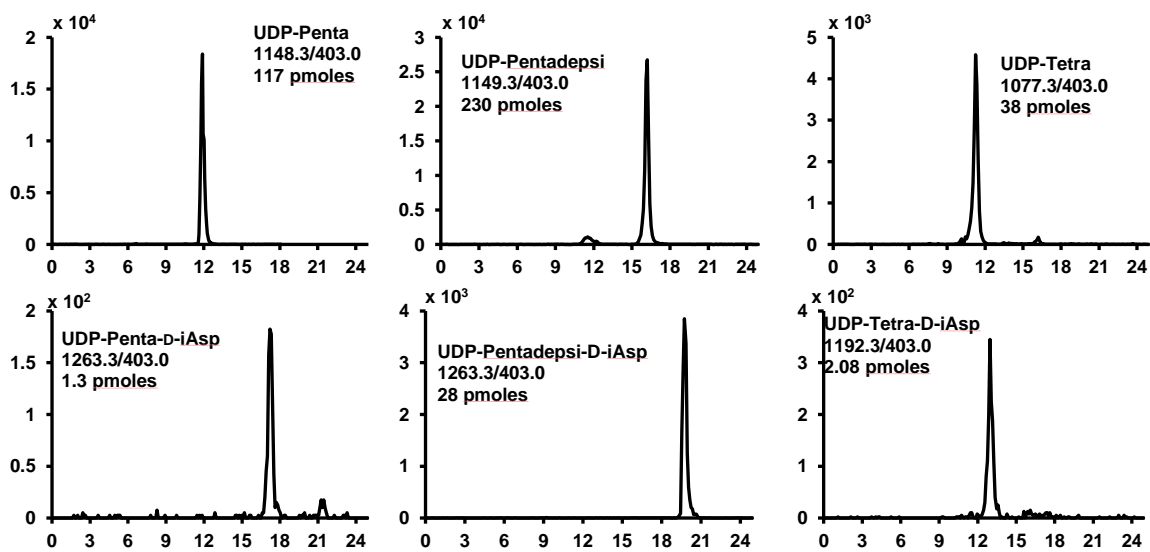 x 10⁴
2
1.5
1
0.5
0
0 3 6 9 12 15 18 21 24
UDP-Penta
1148.3/403.0
117 pmoles
x 10⁴
3
2.5
2
1.5
1
0.5
0
0 3 6 9 12 15 18 21 24
UDP-Pentadepsi
1149.3/403.0
230 pmoles
x 10³
5
4
3
2
1
0
0 3 6 9 12 15 18 21 24
UDP-Tetra
1077.3/403.0
38 pmoles
x 10²
2
1.5
1
0.5
0
0 3 6 9 12 15 18 21 24
UDP-Penta-D-iAsp
1263.3/403.0
1.3 pmoles
x 10³
4
3
2
1
0
0 3 6 9 12 15 18 21 24
UDP-Pentadepsi-D-iAsp
1263.3/403.0
28 pmoles
x 10²
4
3
2
1
0
0 3 6 9 12 15 18 21 24
UDP-Tetra-D-iAsp
1192.3/403.0
2.08 pmoles